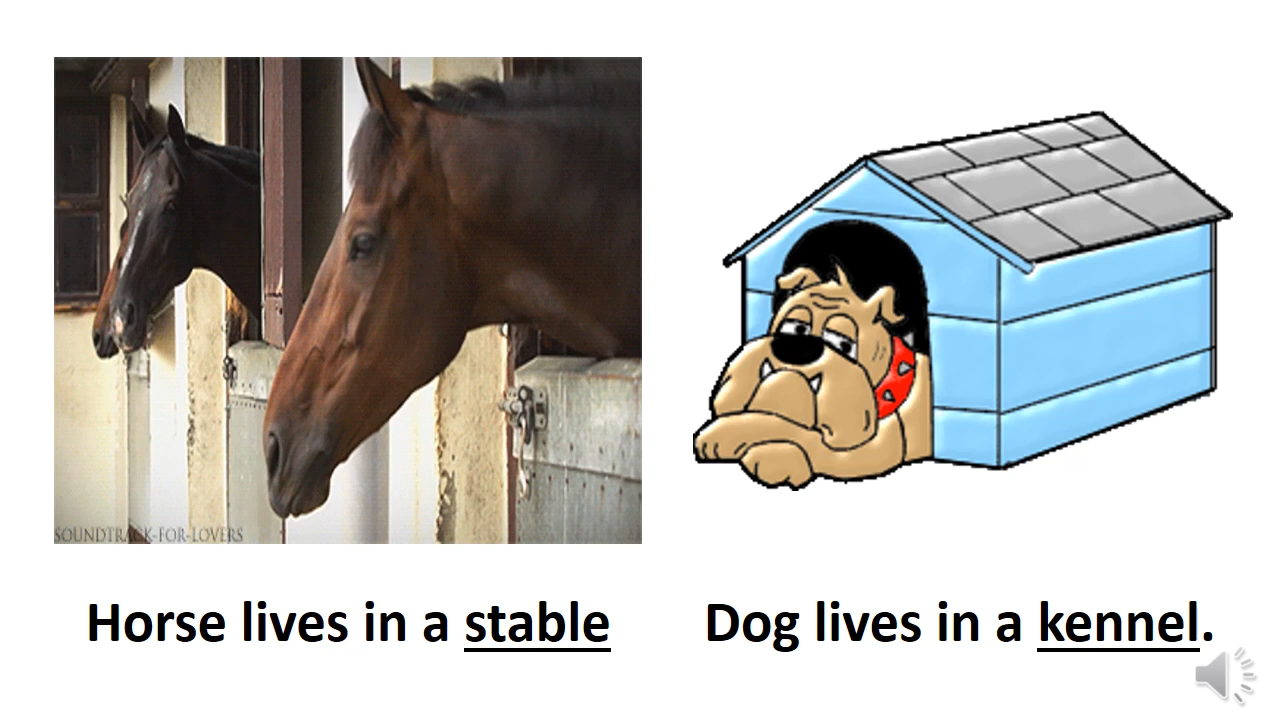 SOUNDTRACK-FOR-LOVERS
Horse lives in a stable
Dog lives in a kennel.